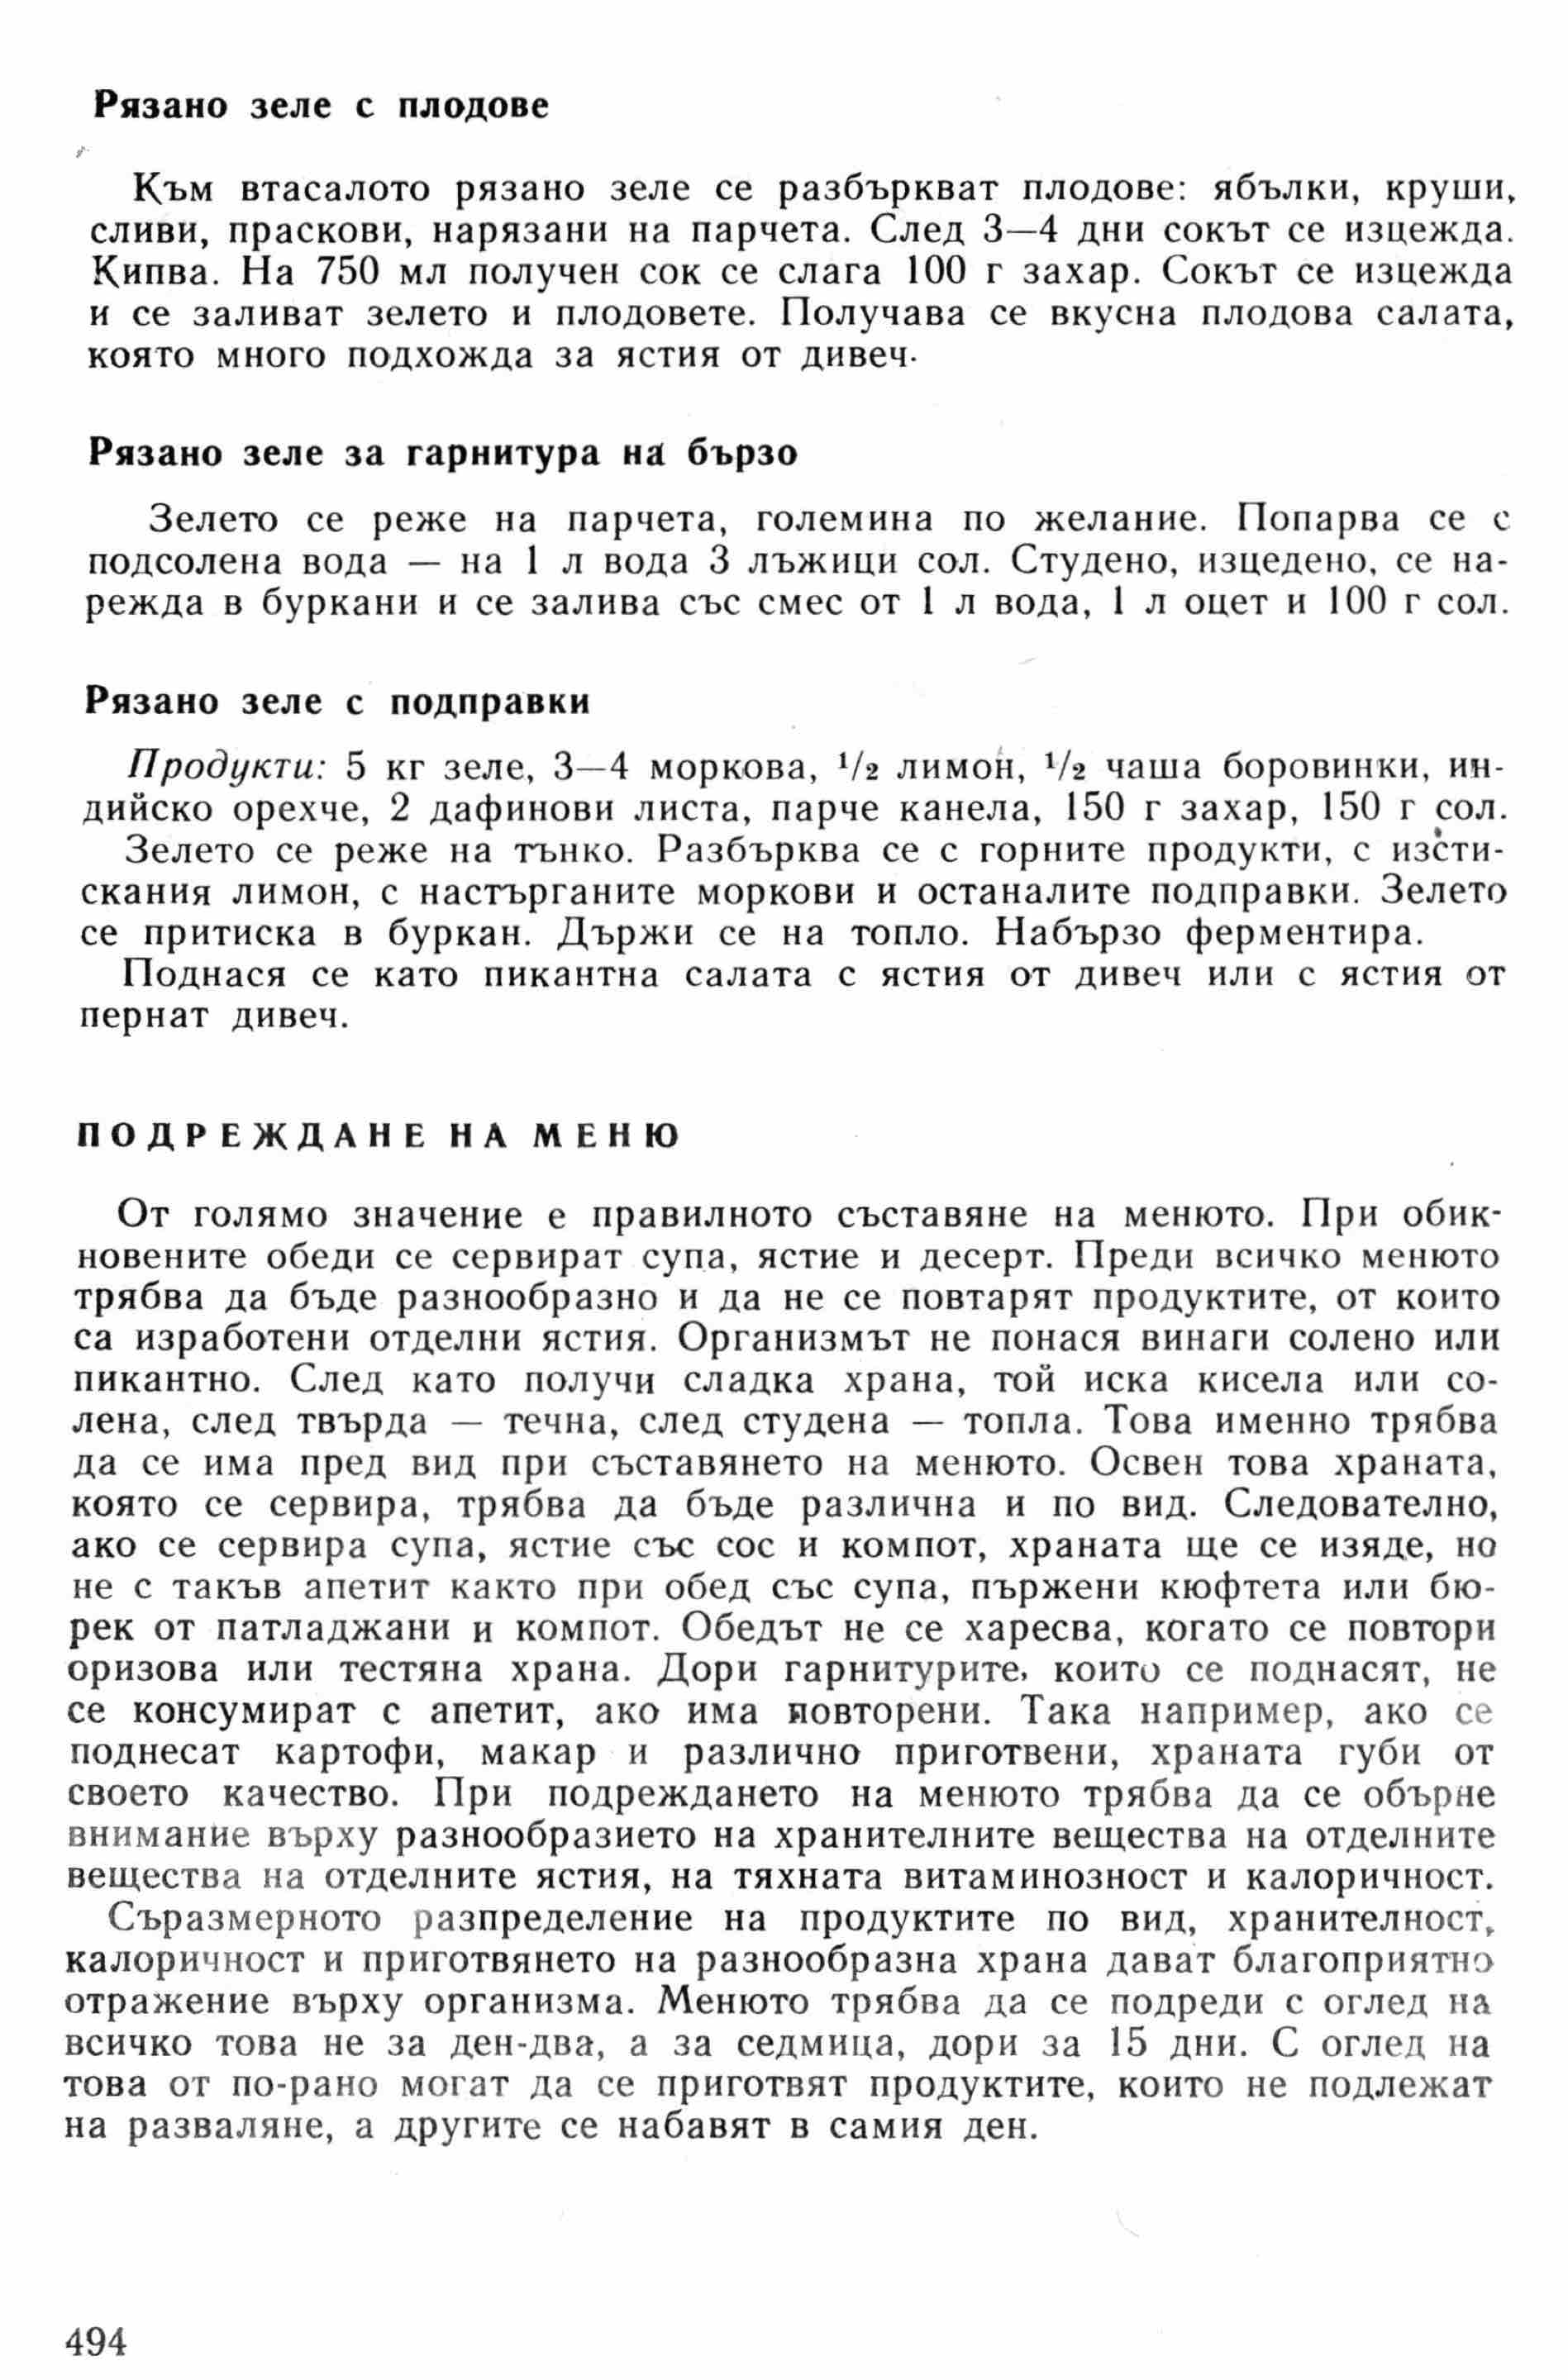 Рязано зеле с плодове
Към втасалото рязано зеле се разбъркват плодове: ябълки, круши,
сливи, праскови, нарязани на парчета. След 3—4 дни сокът се изцежда.
Кипва. На 750 мл получен сок се слага 100 г захар. Сокът се изцежда
и се заливат зелето и плодовете. Получава се вкусна плодова салата,
която много подхожда за ястия от дивеч.
Рязано зеле за гарнитура на бързо
Зелето се реже на парчета, големина по желание. Попарва се с
подсолена вода — на 1 л вода 3 лъжици сол. Студено, изцедено, се на-
режда в буркани и се залива със смес от 1 л вода, 1 л оцет и 100 г сол.
Рязано зеле с подправки
Продукти: 5 кг зеле, 3—4 моркова, 1/2 лимон, 1/2 чаша боровинки, ин-
дийско орехче, 2 дафинови листа, парче канела, 150 г захар, 150 г сол.
Зелето се реже на тънко. Разбърква се с горните продукти, с изсти-
скания лимон, с настърганите моркови и останалите подправки. Зелето
се притиска в буркан. Държи се на топло. Набързо ферментира.
Поднася се като пикантна салата с ястия от дивеч или с ястия от
пернат дивеч.
ПОДРЕЖДАНЕ НА МЕНЮ
От голямо значение е правилното съставяне на менюто. При обик-
новените обеди се сервират супа, ястие и десерт. Преди всичко менюто
трябва да бъде разнообразно и да не се повтарят продуктите, от които
са изработени отделни ястия. Организмът не понася винаги солено или
пикантно. След като получи сладка храна, той иска кисела или со-
лена, след твърда — течна, след студена — топла. Това именно трябва
да се има пред вид при съставянето на менюто. Освен това храната,
която се сервира, трябва да бъде различна и по вид. Следователно,
ако се сервира супа, ястие със сос и компот, храната ще се изяде, но
не с такъв апетит както при обед със супа, пържени кюфтета или бю-
рек от патладжани и компот. Обедът не се харесва, когато се повтори
оризова или тестяна храна. Дори гарнитурите, които се поднасят, не
се консумират с апетит, ако има повторени. Така например, ако се
поднесат картофи, макар и различно приготвени, храната губи от
своето качество. При подреждането на менюто трябва да се обърне
внимание върху разнообразието на хранителните вещества на отделните
вещества на отделните ястия, на тяхната витаминозност и калоричност.
Съразмерното разпределение на продуктите по вид, хранителност,
калоричност и приготвянето на разнообразна храна дават благоприятно
отражение върху организма. Менюто трябва да се подреди с оглед на
всичко това не за ден-два, а за седмица, дори за 15 дни. С оглед на
това от по-рано могат да се приготвят продуктите, които не подлежат
на разваляне, а другите се набавят в самия ден.
494